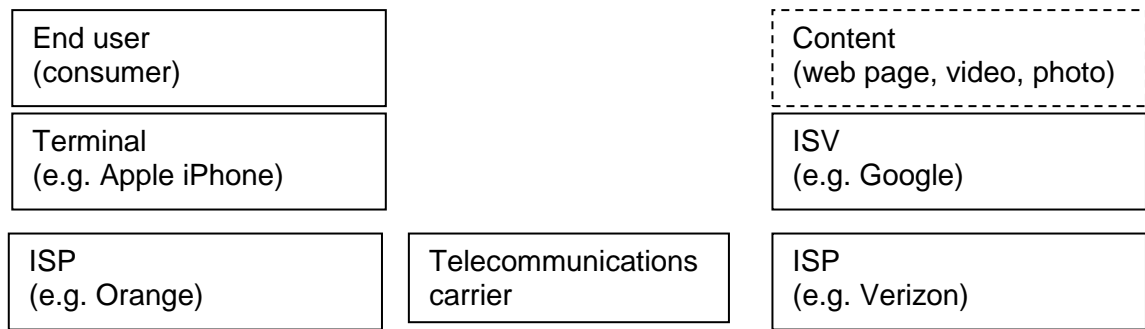 End user
(consumer)
Content
(web page, video, photo)
Terminal
(e.g. Apple iPhone)
ISV
(e.g. Google)
ISP
(e.g. Orange)
Telecommunications
carrier
ISP
(e.g. Verizon)